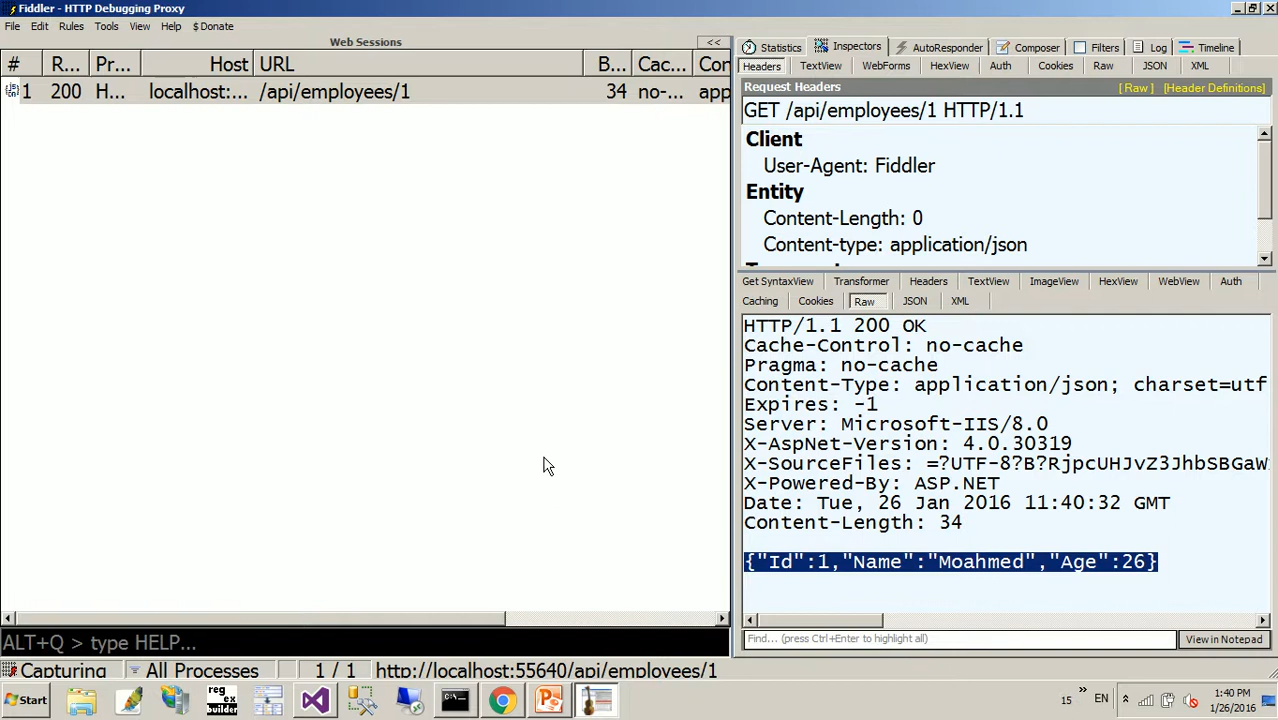 Fiddler - HTTP Debugging Proxy
File Edit Rules Tools View Help $ Donate
Web Sessions <<
# R... Pr... Host URL B... Cac... Con
1 200 H... localhost:... /api/employees/1 34 no-... app
Statistics Inspectors AutoResponder Composer Filters Log Timeline
Headers TextView WebForms HexView Auth Cookies Raw JSON XML
Request Headers [ Raw ] [Header Definitions]
GET /api/employees/1 HTTP/1.1
Client
User-Agent: Fiddler
Entity
Content-Length: 0
Content-type: application/json
Get SyntaxView Transformer Headers TextView ImageView HexView WebView Auth
Caching Cookies Raw JSON XML
HTTP/1.1 200 OK
Cache-Control: no-cache
Pragma: no-cache
Content-Type: application/json; charset=utf
Expires: -1
Server: Microsoft-IIS/8.0
X-AspNet-Version: 4.0.30319
X-SourceFiles: =?UTF-8?B?RjpcUHJvZ3JhbSBGaW
X-Powered-By: ASP.NET
Date: Tue, 26 Jan 2016 11:40:32 GMT
Content-Length: 34
{"Id":1,"Name":"Moahmed","Age":26}
Find... (press Ctrl+Enter to highlight all) View in Notepad
ALT+Q > type HELP...
Capturing All Processes 1 / 1 http://localhost:55640/api/employees/1
Start reg ex builder 15 » EN 1:40 PM
1/26/2016